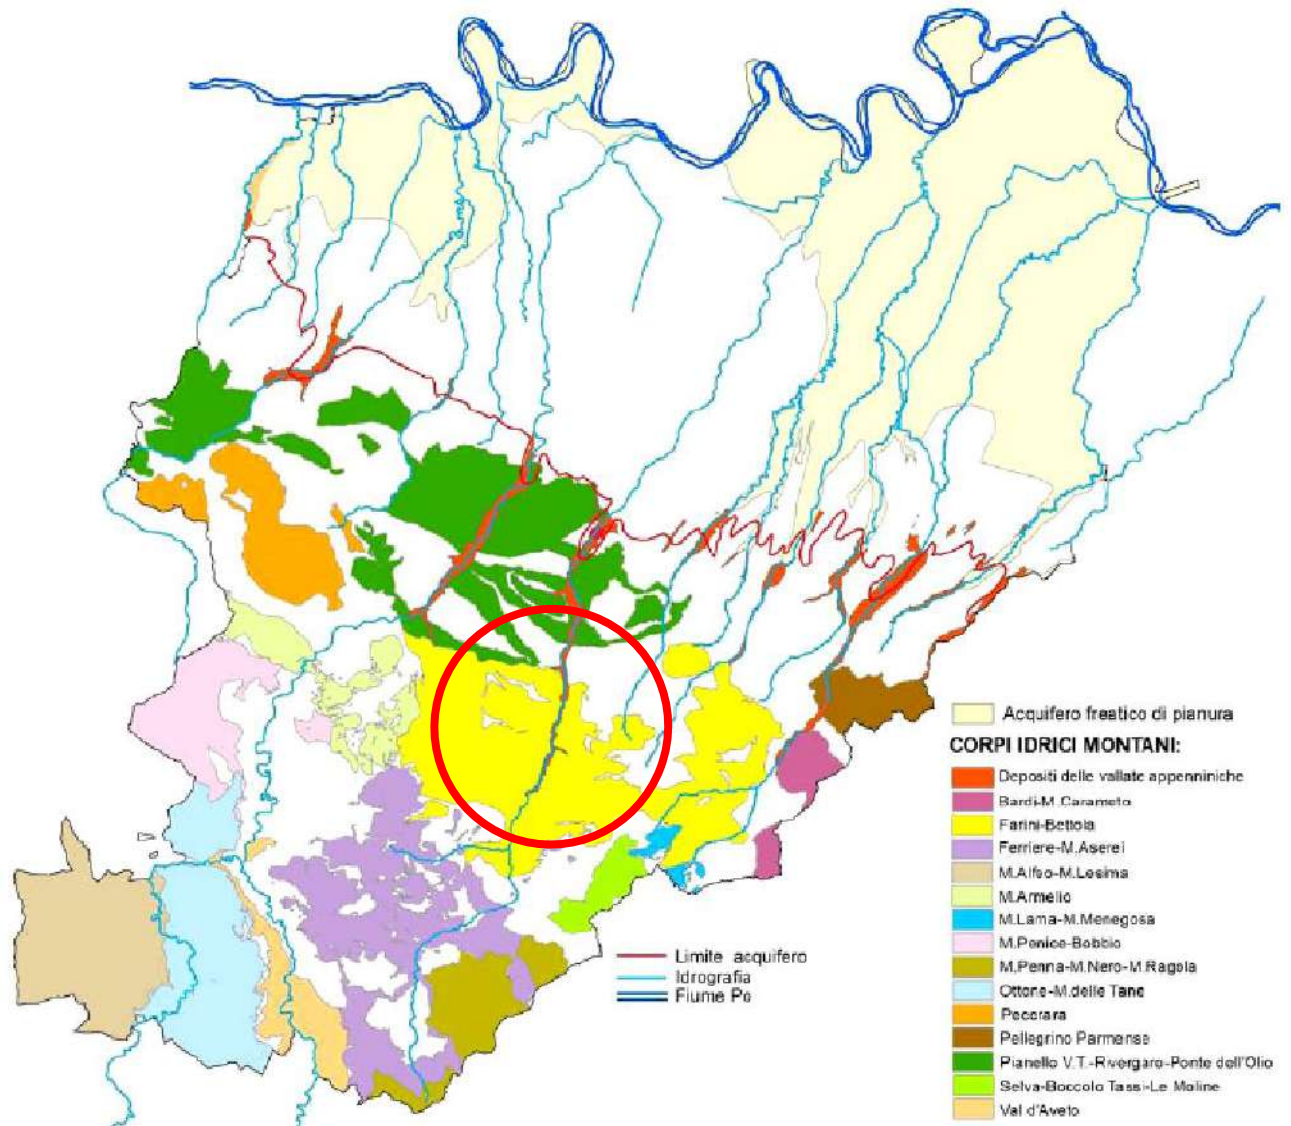 Acquifero freatico di pianura
CORPI IDRICI MONTANI:
Depositi delle vallate appenniniche
Bardi-M.Carameto
Farini-Bettola
Ferriere-M.Aserei
M.Alfeo-M.Lesima
M.Armelio
M.Lama-M.Menegosa
M.Penice-Bobbio
M.Penna-M.Nero-M.Ragola
Ottone-M.delle Tane
Pecorara
Pellegrino Parmense
Pianello V.T.-Rivergaro-Ponte dell'Olio
Selva-Boccolo Tassi-Le Moline
Val d'Aveto
Limite acquifero
Idrografia
Fiume Po